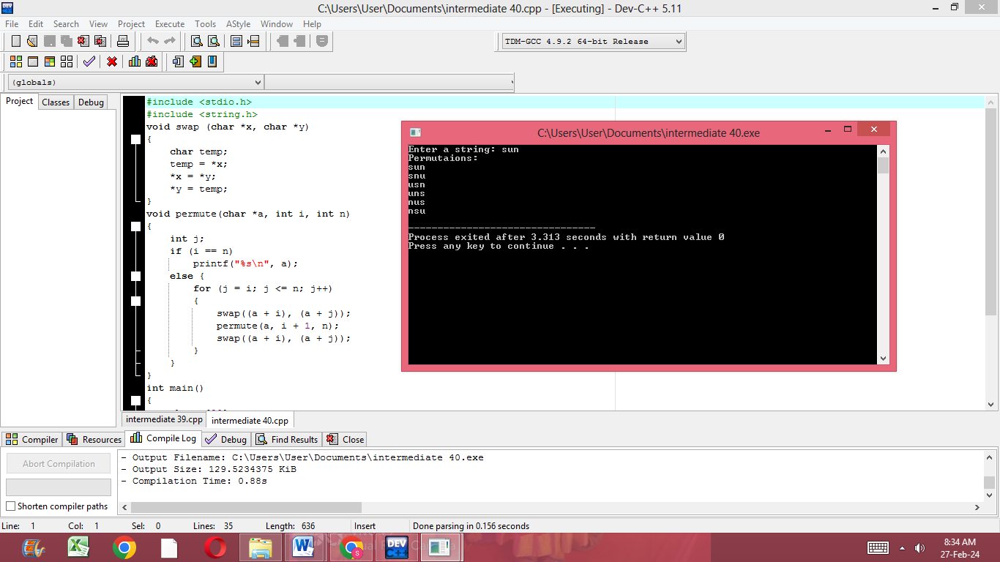 C:\Users\User\Documents\intermediate 40.cpp - [Executing] - Dev-C++ 5.11
File Edit Search View Project Execute Tools AStyle Window Help
TDM-GCC 4.9.2 64-bit Release
(globals)
Project Classes Debug
#include <stdio.h>
#include <string.h>
void swap (char *x, char *y)
{
char temp;
temp = *x;
*x = *y;
*y = temp;
}
void permute(char *a, int i, int n)
{
int j;
if (i == n)
printf("%s\n", a);
else {
for (j = i; j <= n; j++)
{
swap((a + i), (a + j));
permute(a, i + 1, n);
swap((a + i), (a + j));
}
}
}
int main()
{
C:\Users\User\Documents\intermediate 40.exe
Enter a string: sun
Permutaions:
sun
snu
usn
uns
nus
nsu
--------------------------------
Process exited after 3.313 seconds with return value 0
Press any key to continue . . .
intermediate 39.cpp intermediate 40.cpp
Compiler Resources Compile Log Debug Find Results Close
Abort Compilation
Shorten compiler paths
- Output Filename: C:\Users\User\Documents\intermediate 40.exe
- Output Size: 129.5234375 KiB
- Compilation Time: 0.88s
Line: 1 Col: 1 Sel: 0 Lines: 35 Length: 636 Insert Done parsing in 0.156 seconds
DEV C++
8:34 AM
27-Feb-24